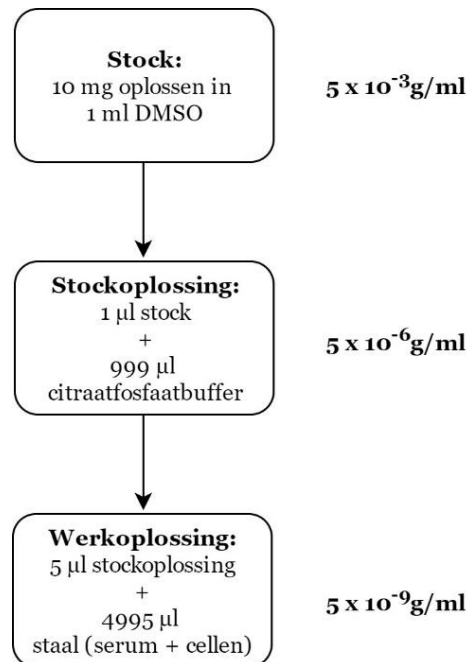 Stock:
10 mg oplossen in
1 ml DMSO
5 x 10⁻³g/ml
Stockoplossing:
1 µl stock
+
999 µl
citraatfosfaatbuffer
5 x 10⁻⁶g/ml
Werkoplossing:
5 µl stockoplossing
+
4995 µl
staal (serum + cellen)
5 x 10⁻⁹g/ml